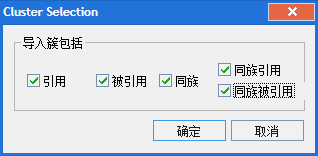 Cluster Selection
导入簇包括
引用
被引用
同族
同族引用
同族被引用
确定
取消